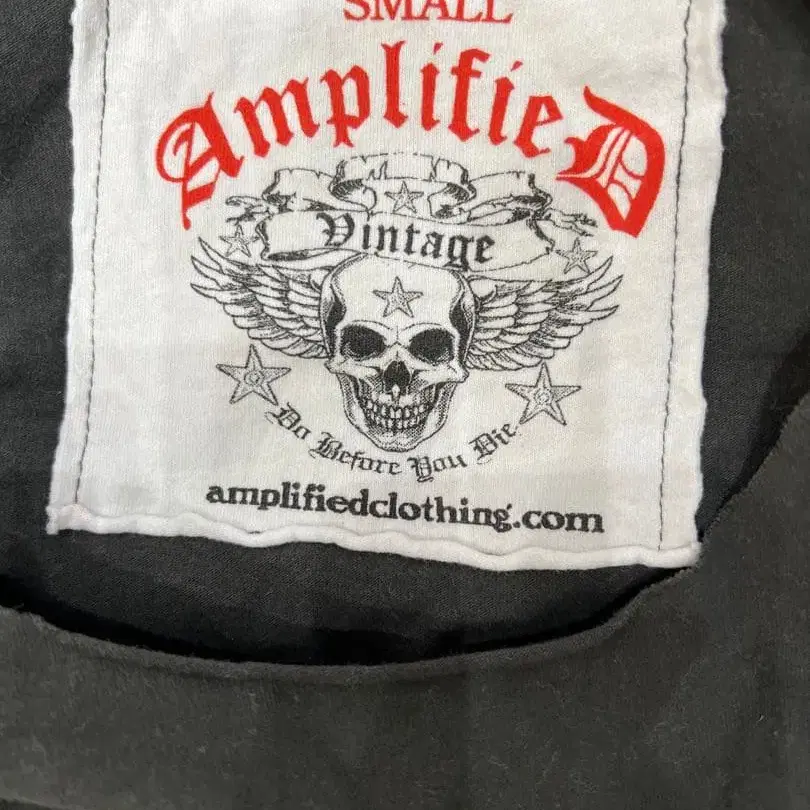 SMALL
AmplifieD
Vintage
Do Before You Die
amplifiedclothing.com